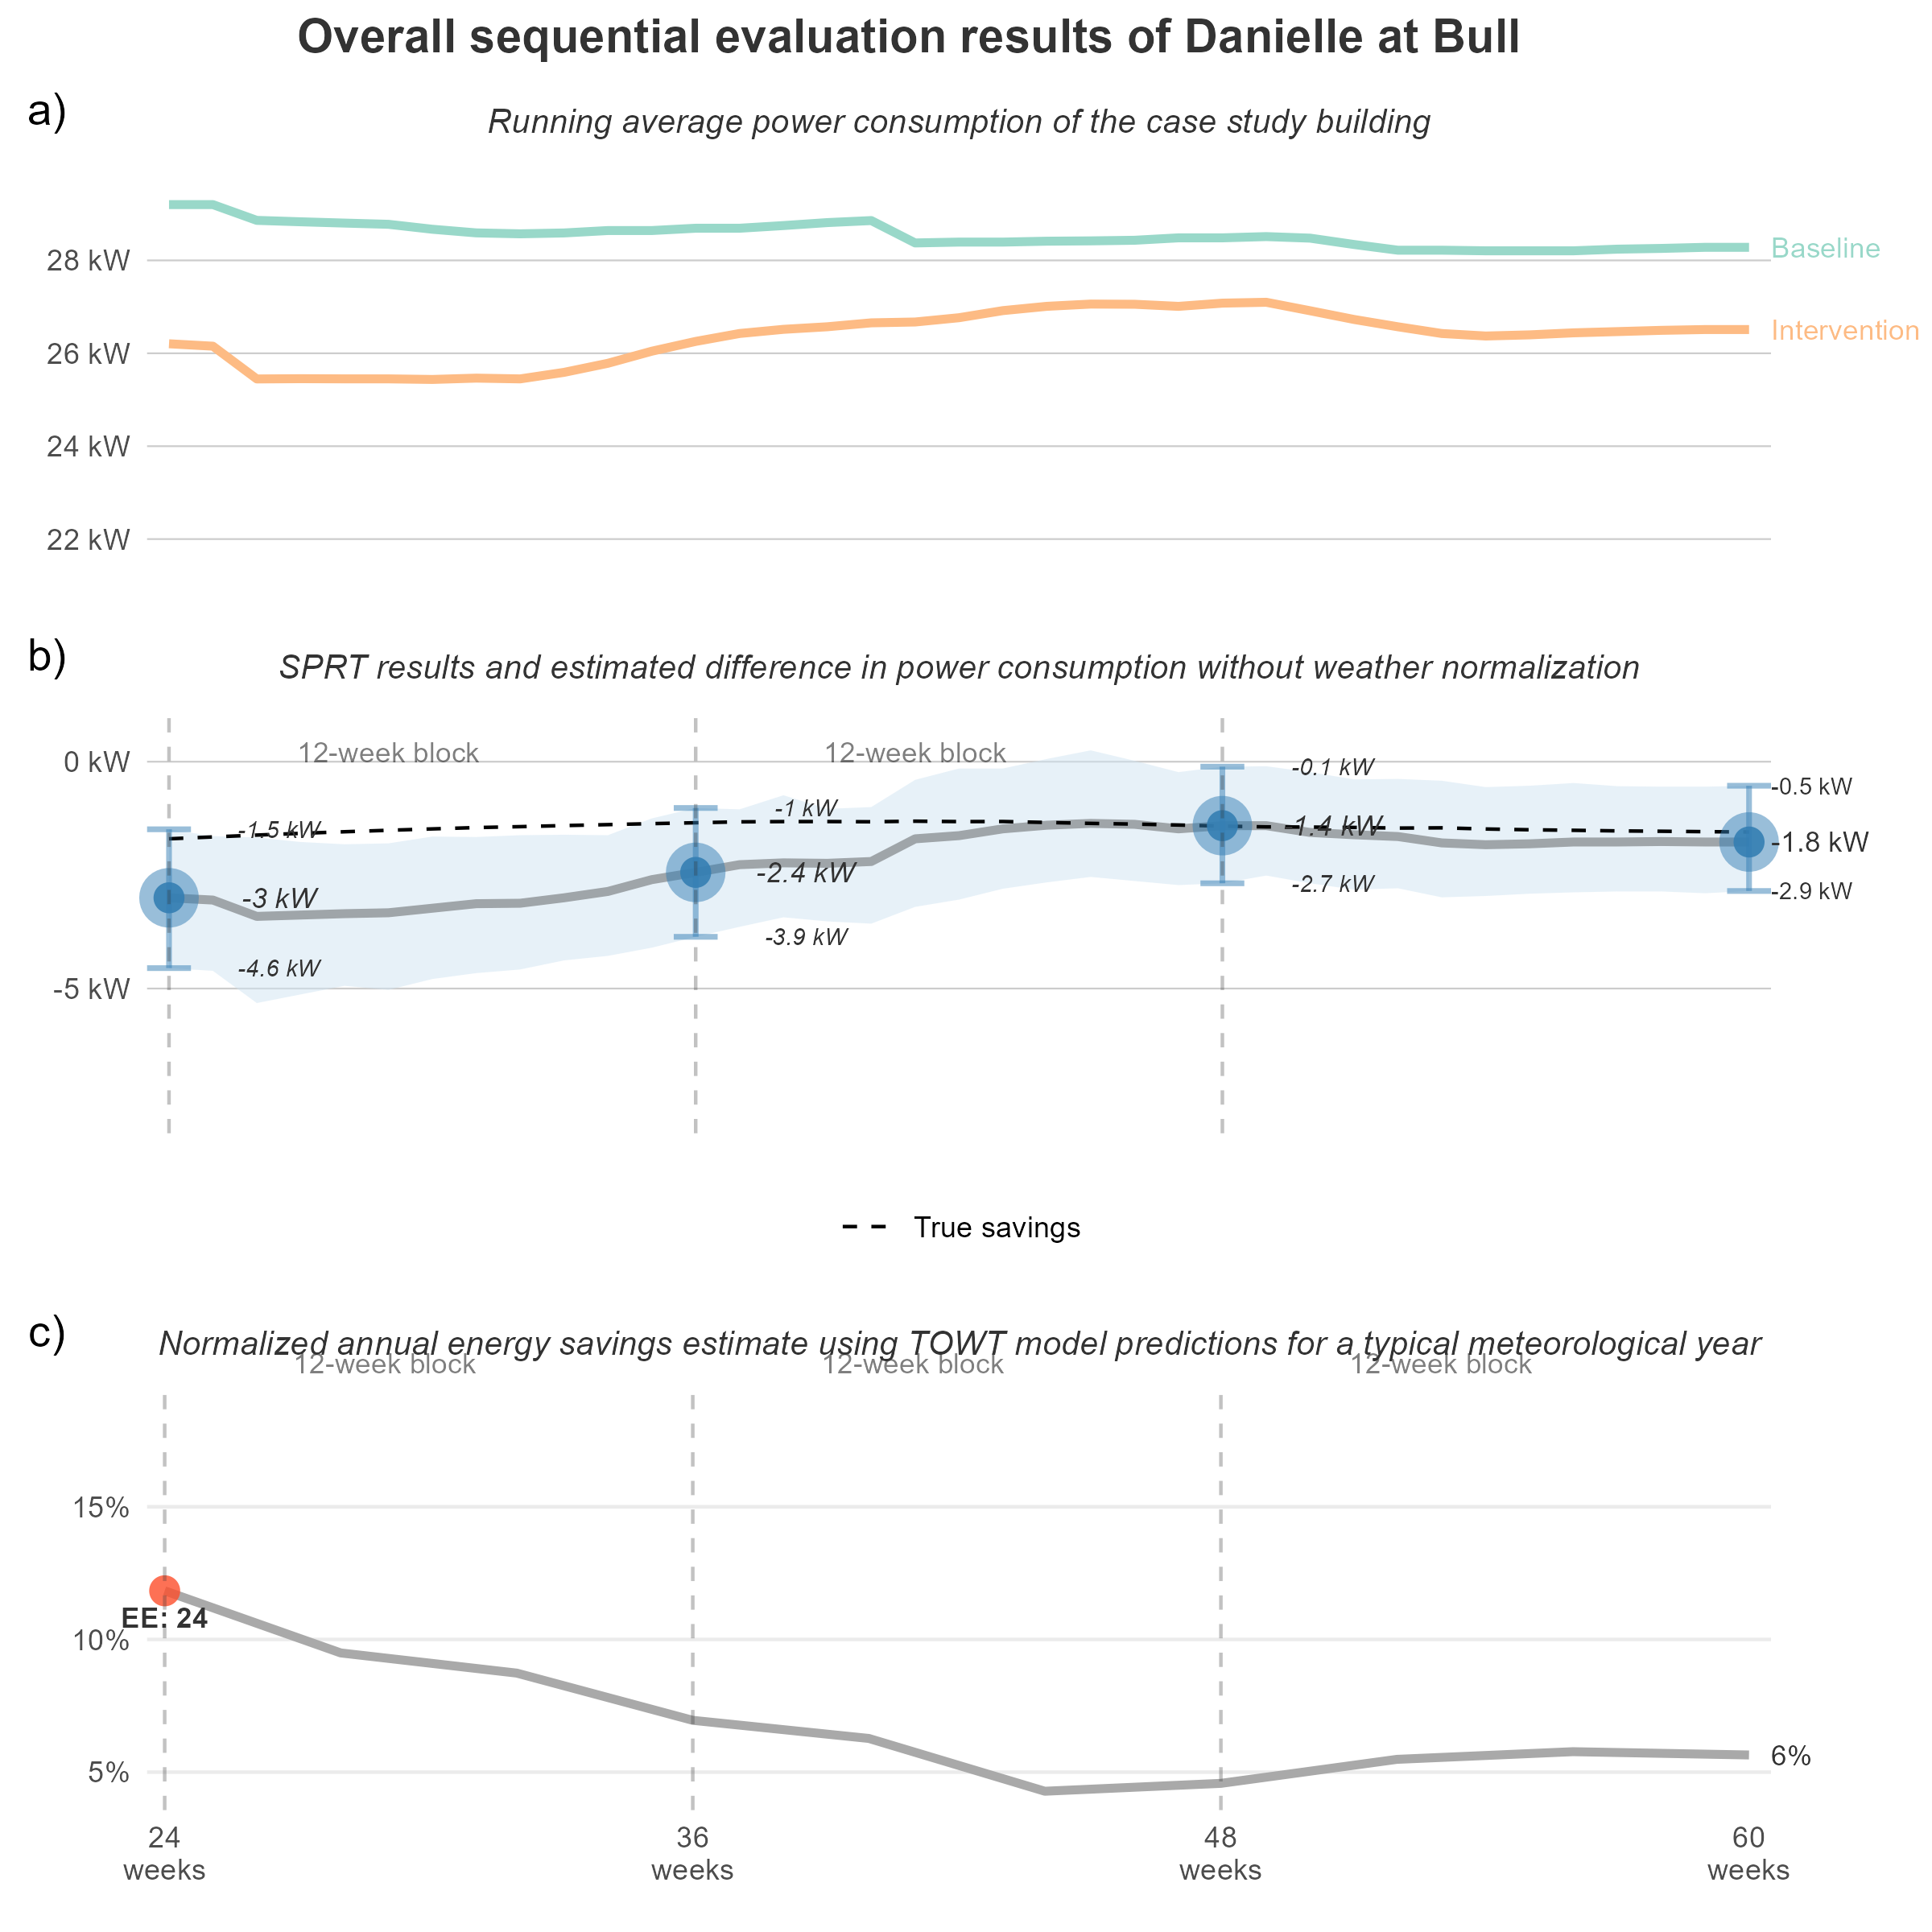 Overall sequential evaluation results of Danielle at Bull
a)
Running average power consumption of the case study building
28 kW
26 kW
24 kW
22 kW
Baseline
Intervention
b)
SPRT results and estimated difference in power consumption without weather normalization
12-week block
12-week block
0 kW
-5 kW
-1.5 kW
-3 kW
-4.6 kW
-1 kW
-2.4 kW
-3.9 kW
-0.1 kW
-1.4 kW
-2.7 kW
-0.5 kW
-1.8 kW
-2.9 kW
True savings
c)
Normalized annual energy savings estimate using TOWT model predictions for a typical meteorological year
12-week block
12-week block
12-week block
15%
10%
5%
EE: 24
6%
24
weeks
36
weeks
48
weeks
60
weeks